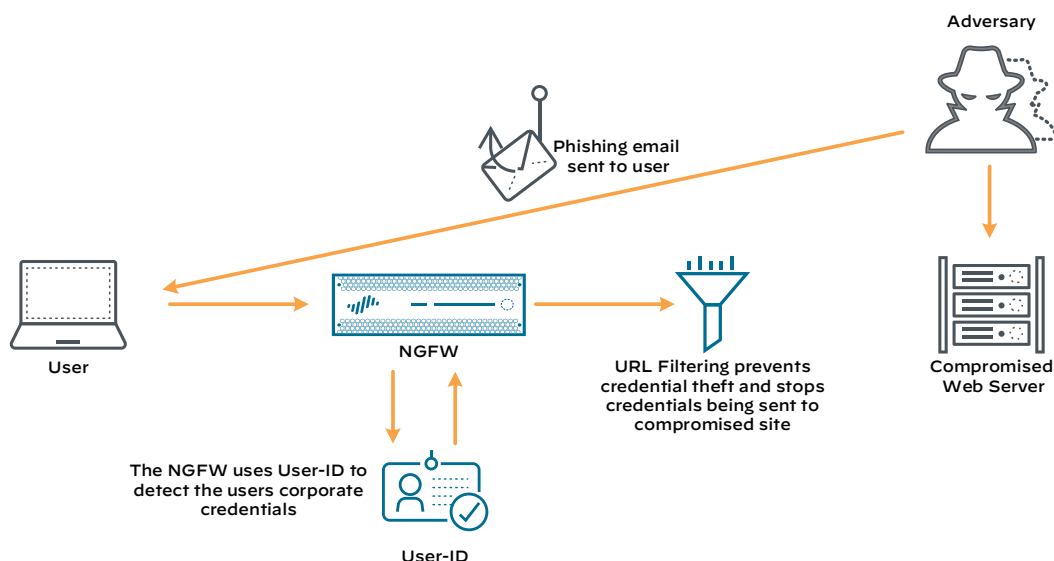 Adversary
Phishing email
sent to user
User
NGFW
URL Filtering prevents
credential theft and stops
credentials being sent to
compromised site
Compromised
Web Server
The NGFW uses User-ID to
detect the users corporate
credentials
User-ID